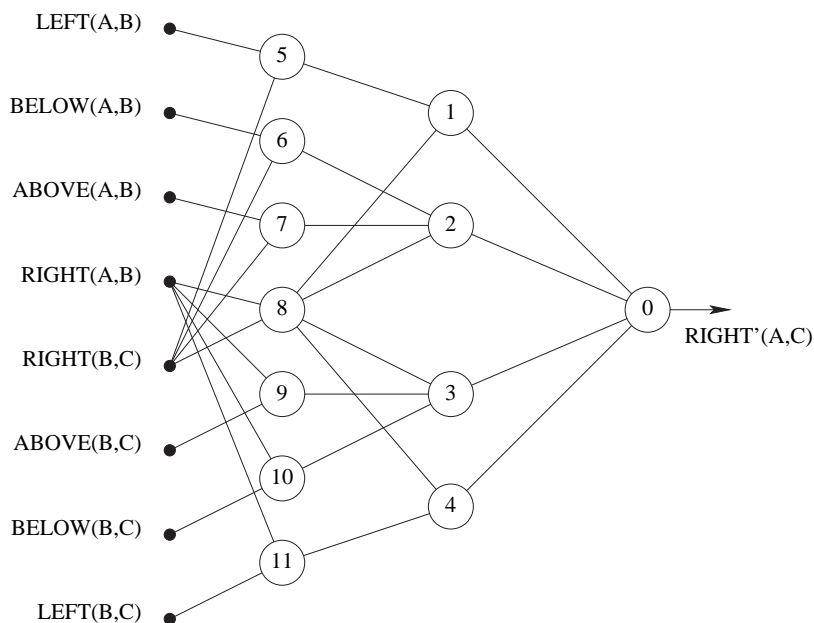 LEFT(A,B)
5
BELOW(A,B)
1
6
ABOVE(A,B)
7
2
RIGHT(A,B)
8
0
RIGHT'(A,C)
RIGHT(B,C)
9
3
ABOVE(B,C)
10
4
BELOW(B,C)
11
LEFT(B,C)